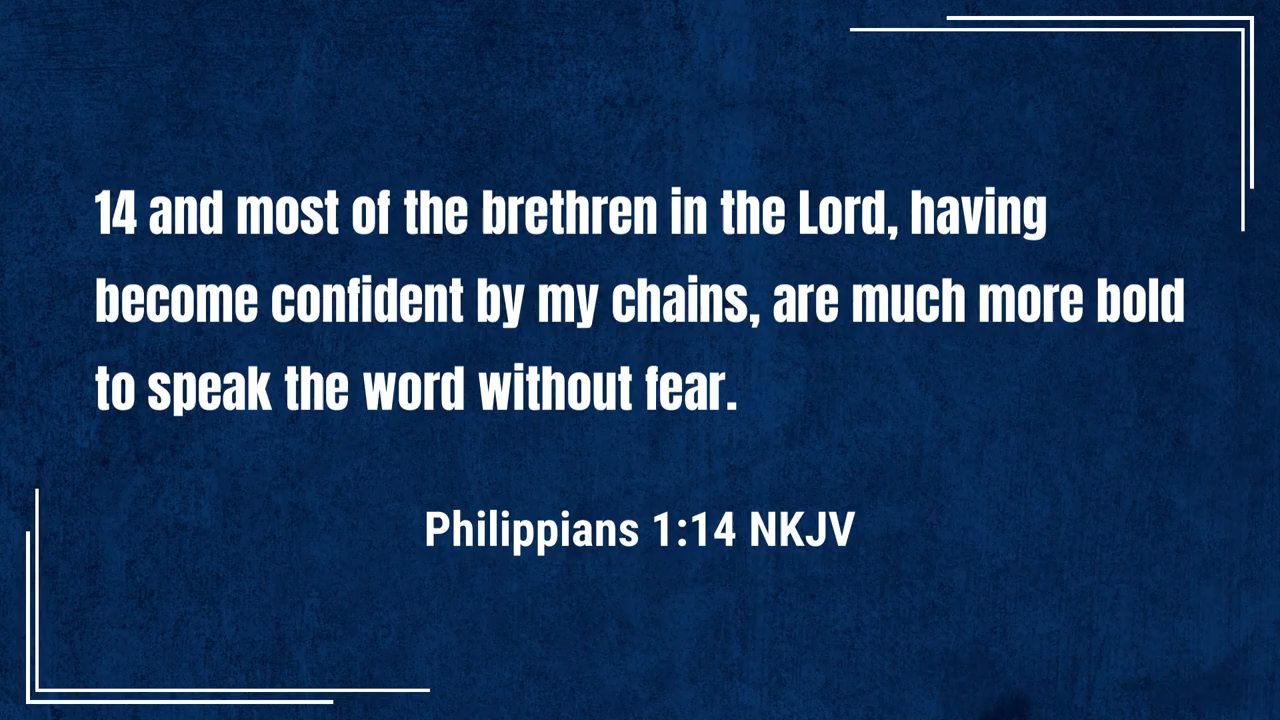 14 and most of the brethren in the Lord, having
become confident by my chains, are much more bold
to speak the word without fear.
Philippians 1:14 NKJV